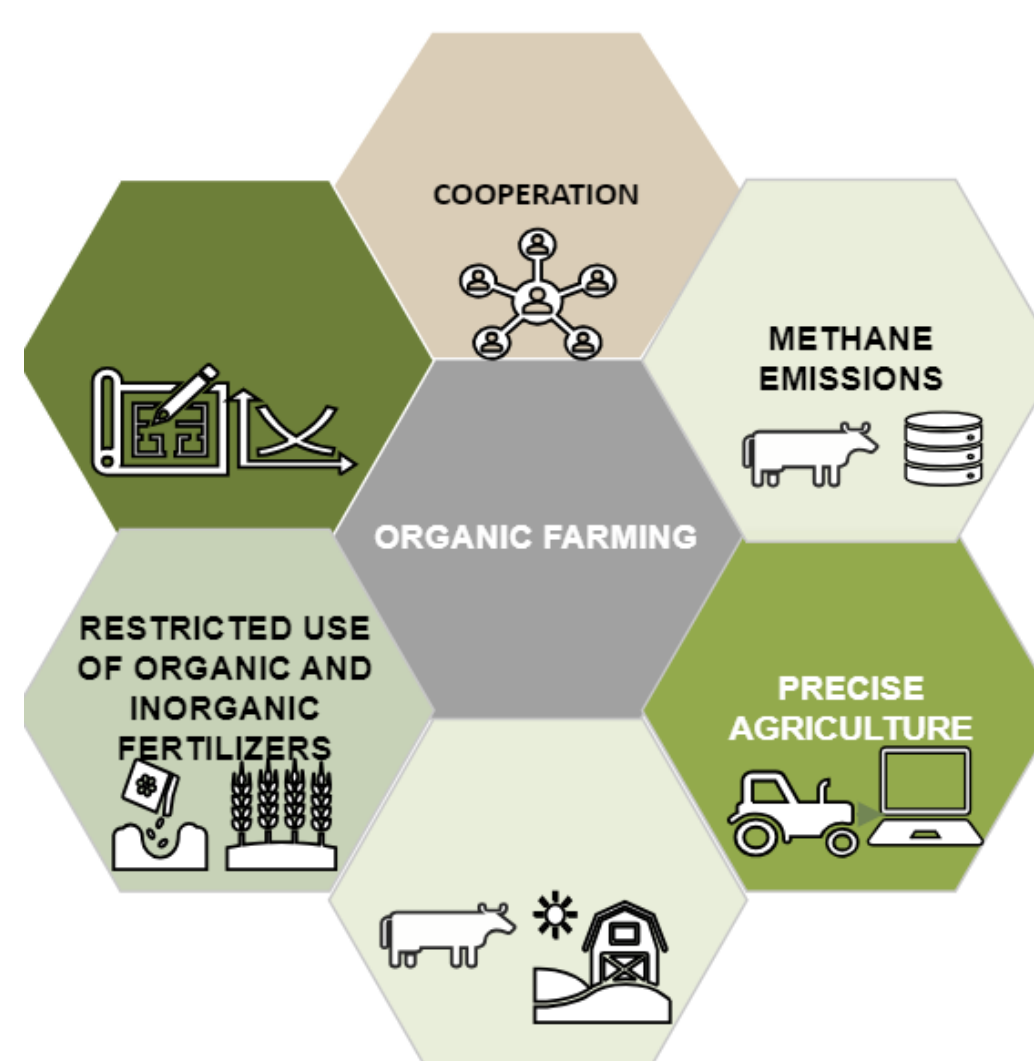 COOPERATION
METHANE
EMISSIONS
ORGANIC FARMING
RESTRICTED USE
OF ORGANIC AND
INORGANIC
FERTILIZERS
PRECISE
AGRICULTURE